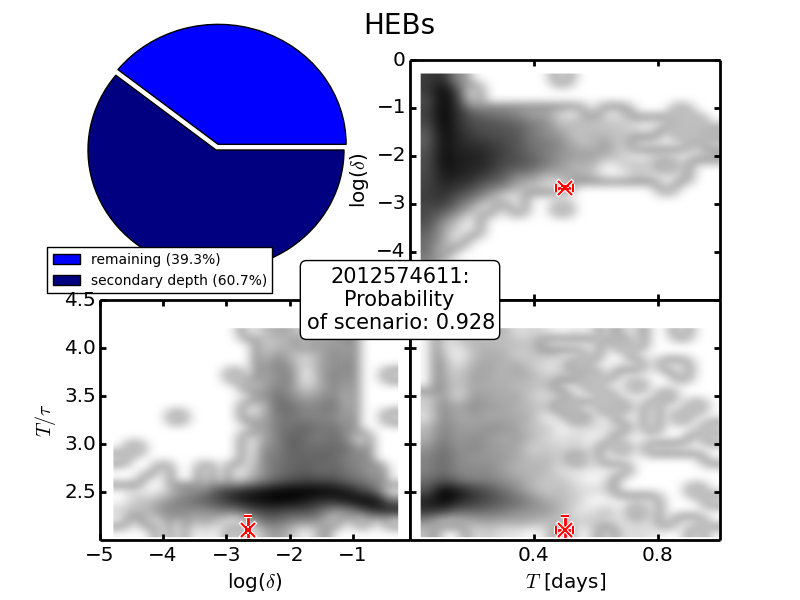 HEBs
0
−1
−2
−3
−4
log(δ)
remaining (39.3%)
secondary depth (60.7%)
2012574611:
Probability
of scenario: 0.928
4.5
4.0
3.5
3.0
2.5
T/τ
−5 −4 −3 −2 −1
0.4 0.8
log(δ)
T [days]